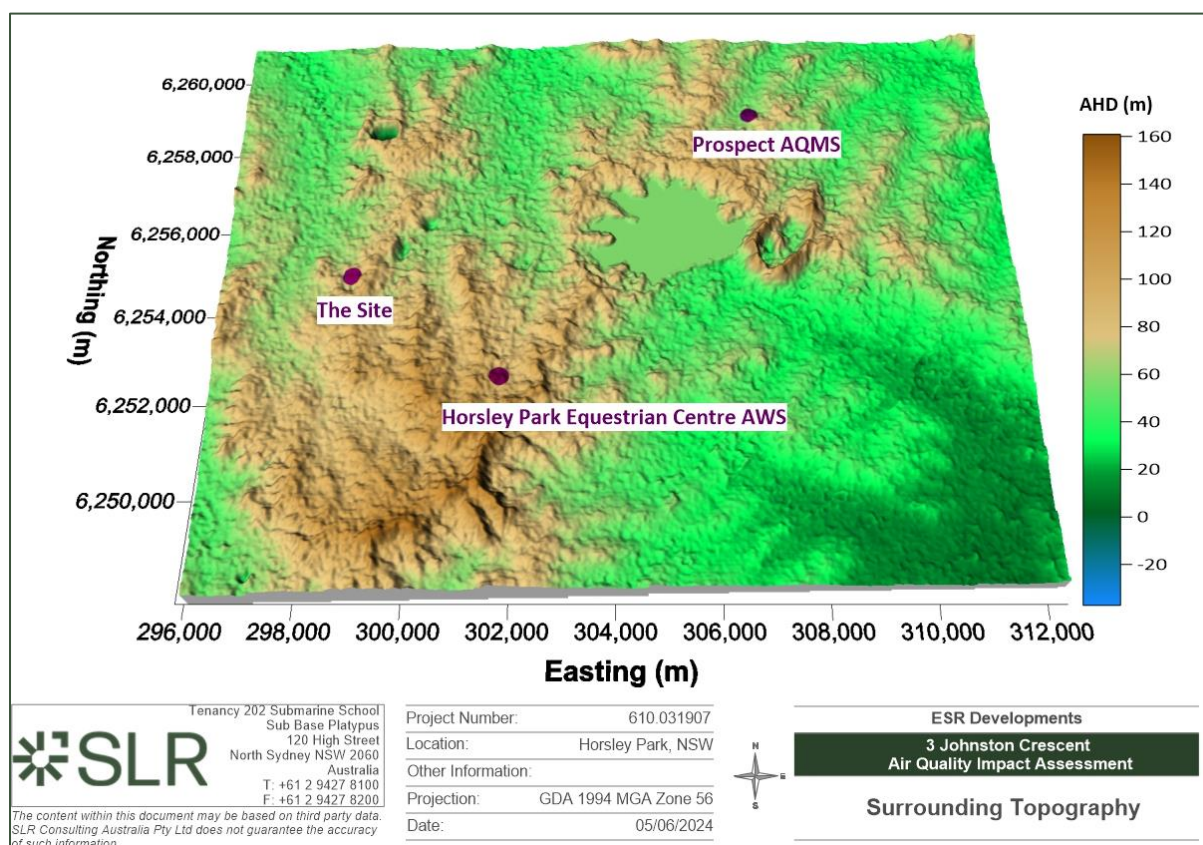 6,260,000
6,258,000
6,256,000
6,254,000
6,252,000
6,250,000
Northing (m)
Prospect AQMS
The Site
Horsley Park Equestrian Centre AWS
AHD (m)
160
140
120
100
80
60
40
20
0
-20
296,000 298,000 300,000 302,000 304,000 306,000 308,000 310,000 312,000
Easting (m)
SLR
Tenancy 202 Submarine School
Sub Base Platypus
120 High Street
North Sydney NSW 2060
Australia
T: +61 2 9427 8100
F: +61 2 9427 8200
The content within this document may be based on third party data.
SLR Consulting Australia Pty Ltd does not guarantee the accuracy
of such information
Project Number: 610.031907
Location: Horsley Park, NSW
Other Information:
Projection: GDA 1994 MGA Zone 56
Date: 05/06/2024
N
E
S
ESR Developments
3 Johnston Crescent
Air Quality Impact Assessment
Surrounding Topography